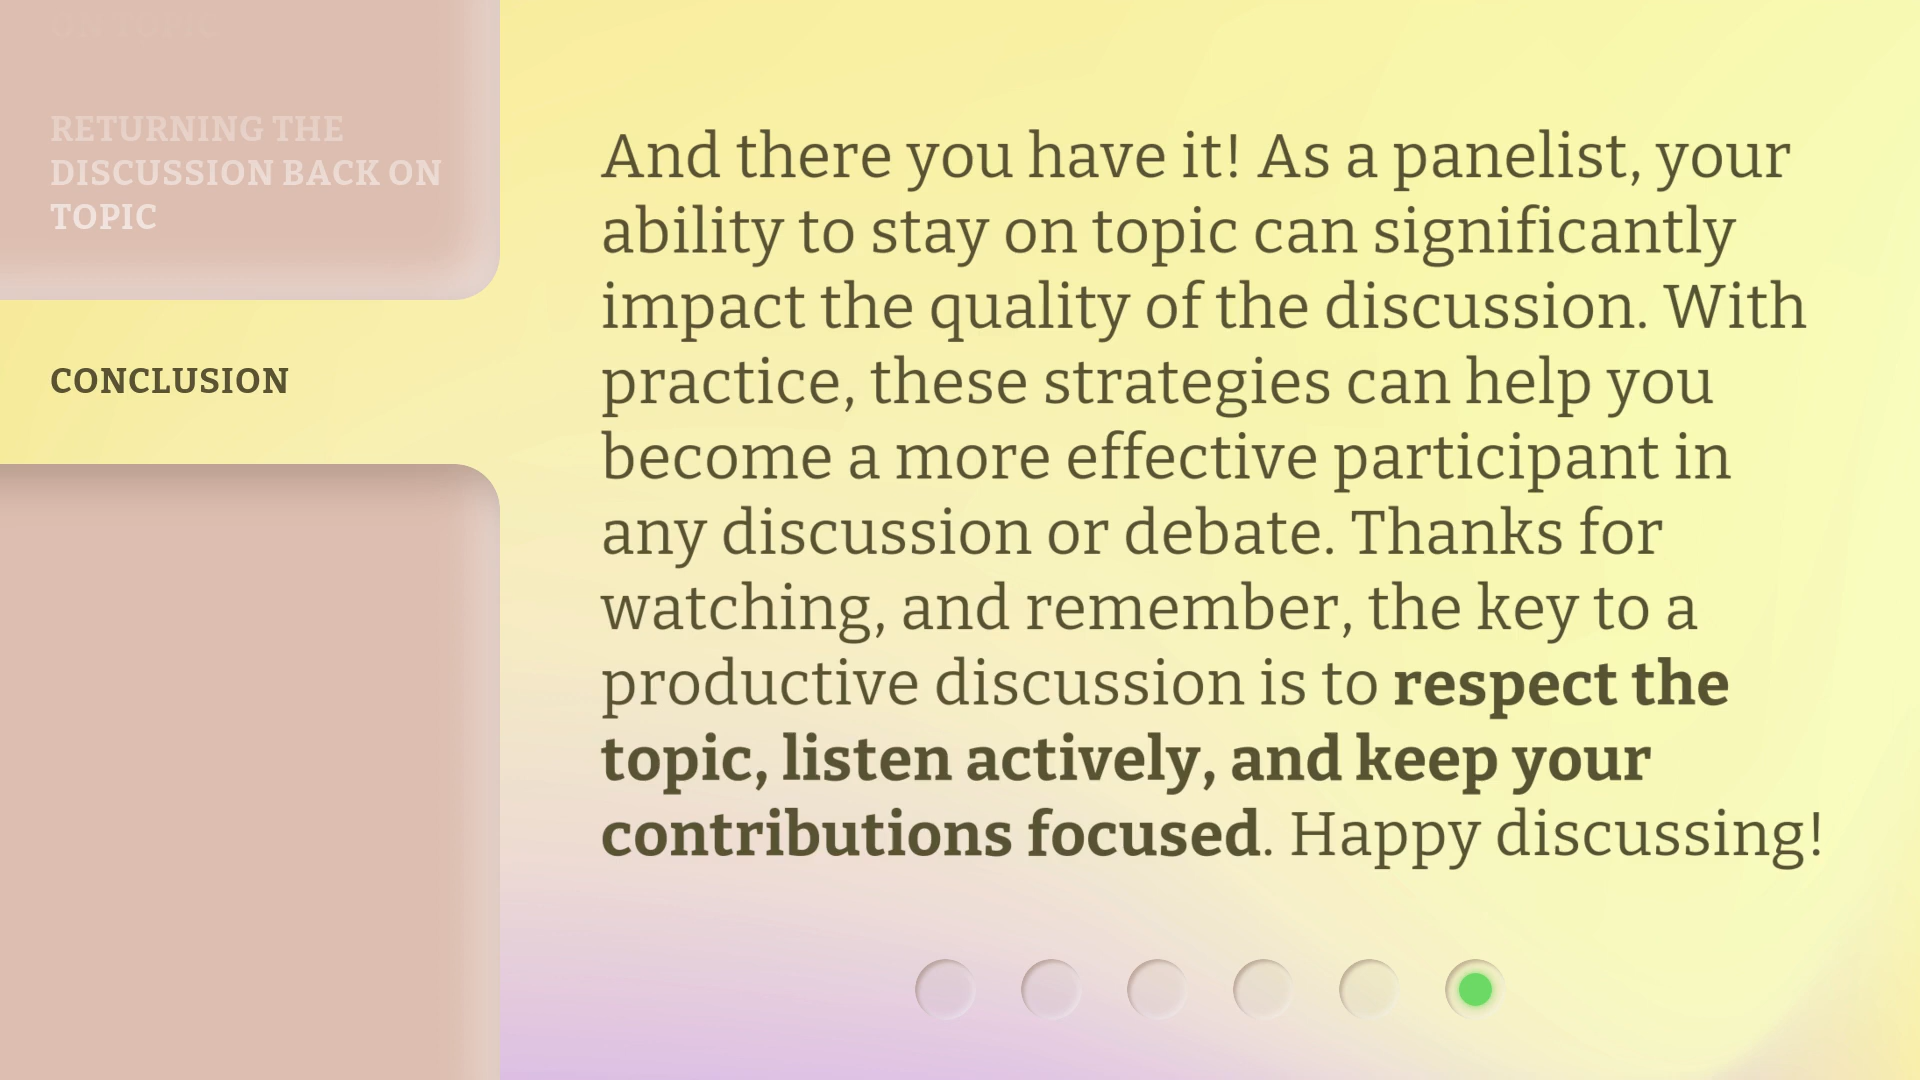 ON TOPIC
RETURNING THE
DISCUSSION BACK ON
TOPIC
CONCLUSION
And there you have it! As a panelist, your
ability to stay on topic can significantly
impact the quality of the discussion. With
practice, these strategies can help you
become a more effective participant in
any discussion or debate. Thanks for
watching, and remember, the key to a
productive discussion is to respect the
topic, listen actively, and keep your
contributions focused. Happy discussing!